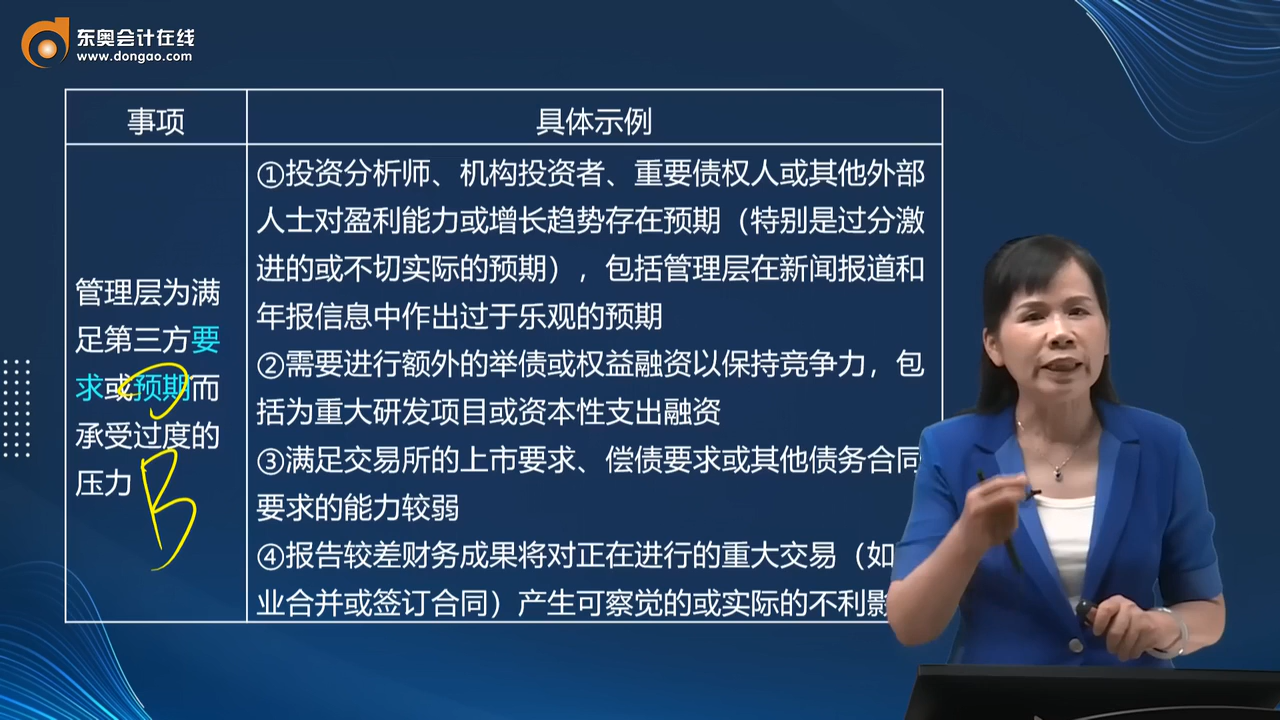 东奥会计在线
www.dongao.com
事项
具体示例
管理层为满
足第三方要
求或预期而
承受过度的
压力
B
①投资分析师、机构投资者、重要债权人或其他外部
人士对盈利能力或增长趋势存在预期（特别是过分激
进的或不切实际的预期），包括管理层在新闻报道和
年报信息中作出过于乐观的预期
②需要进行额外的举债或权益融资以保持竞争力，包
括为重大研发项目或资本性支出融资
③满足交易所的上市要求、偿债要求或其他债务合同
要求的能力较弱
④报告较差财务成果将对正在进行的重大交易（如
业合并或签订合同）产生可察觉的或实际的不利影